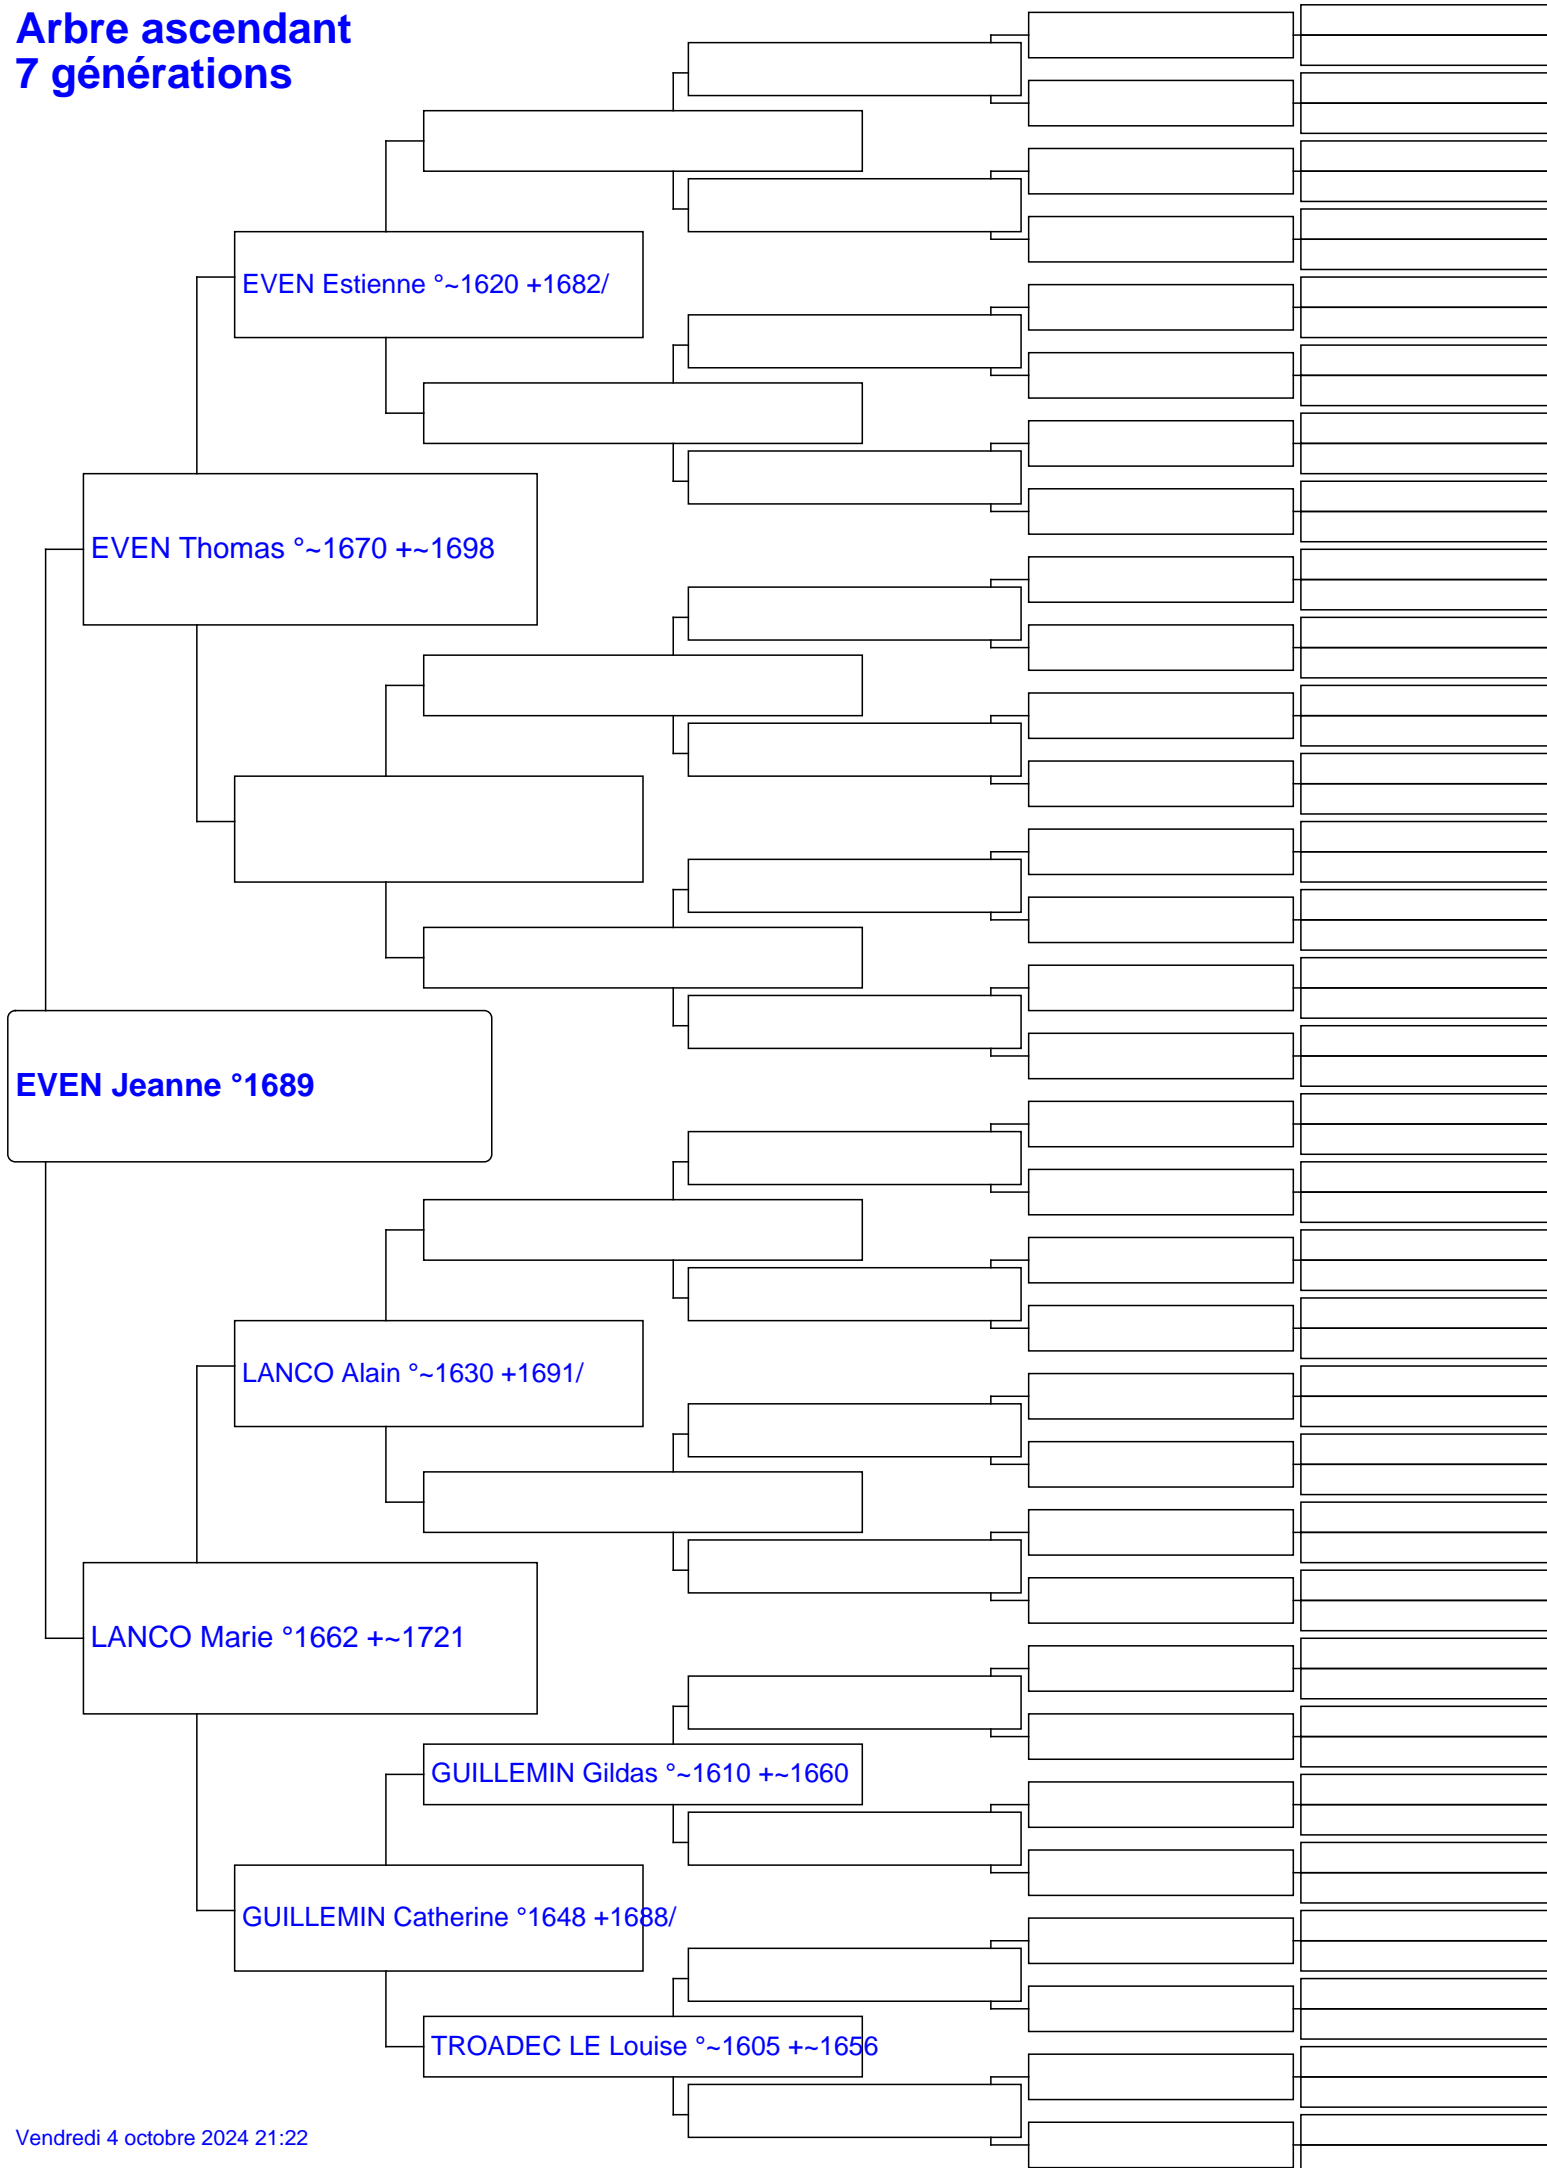 Arbre ascendant
7 générations
EVEN Estienne °~1620 +1682/
EVEN Thomas °~1670 +~1698
EVEN Jeanne °1689
LANCO Alain °~1630 +1691/
LANCO Marie °1662 +~1721
GUILLEMIN Gildas °~1610 +~1660
GUILLEMIN Catherine °1648 +1688/
TROADEC LE Louise °~1605 +~1656
Vendredi 4 octobre 2024 21:22